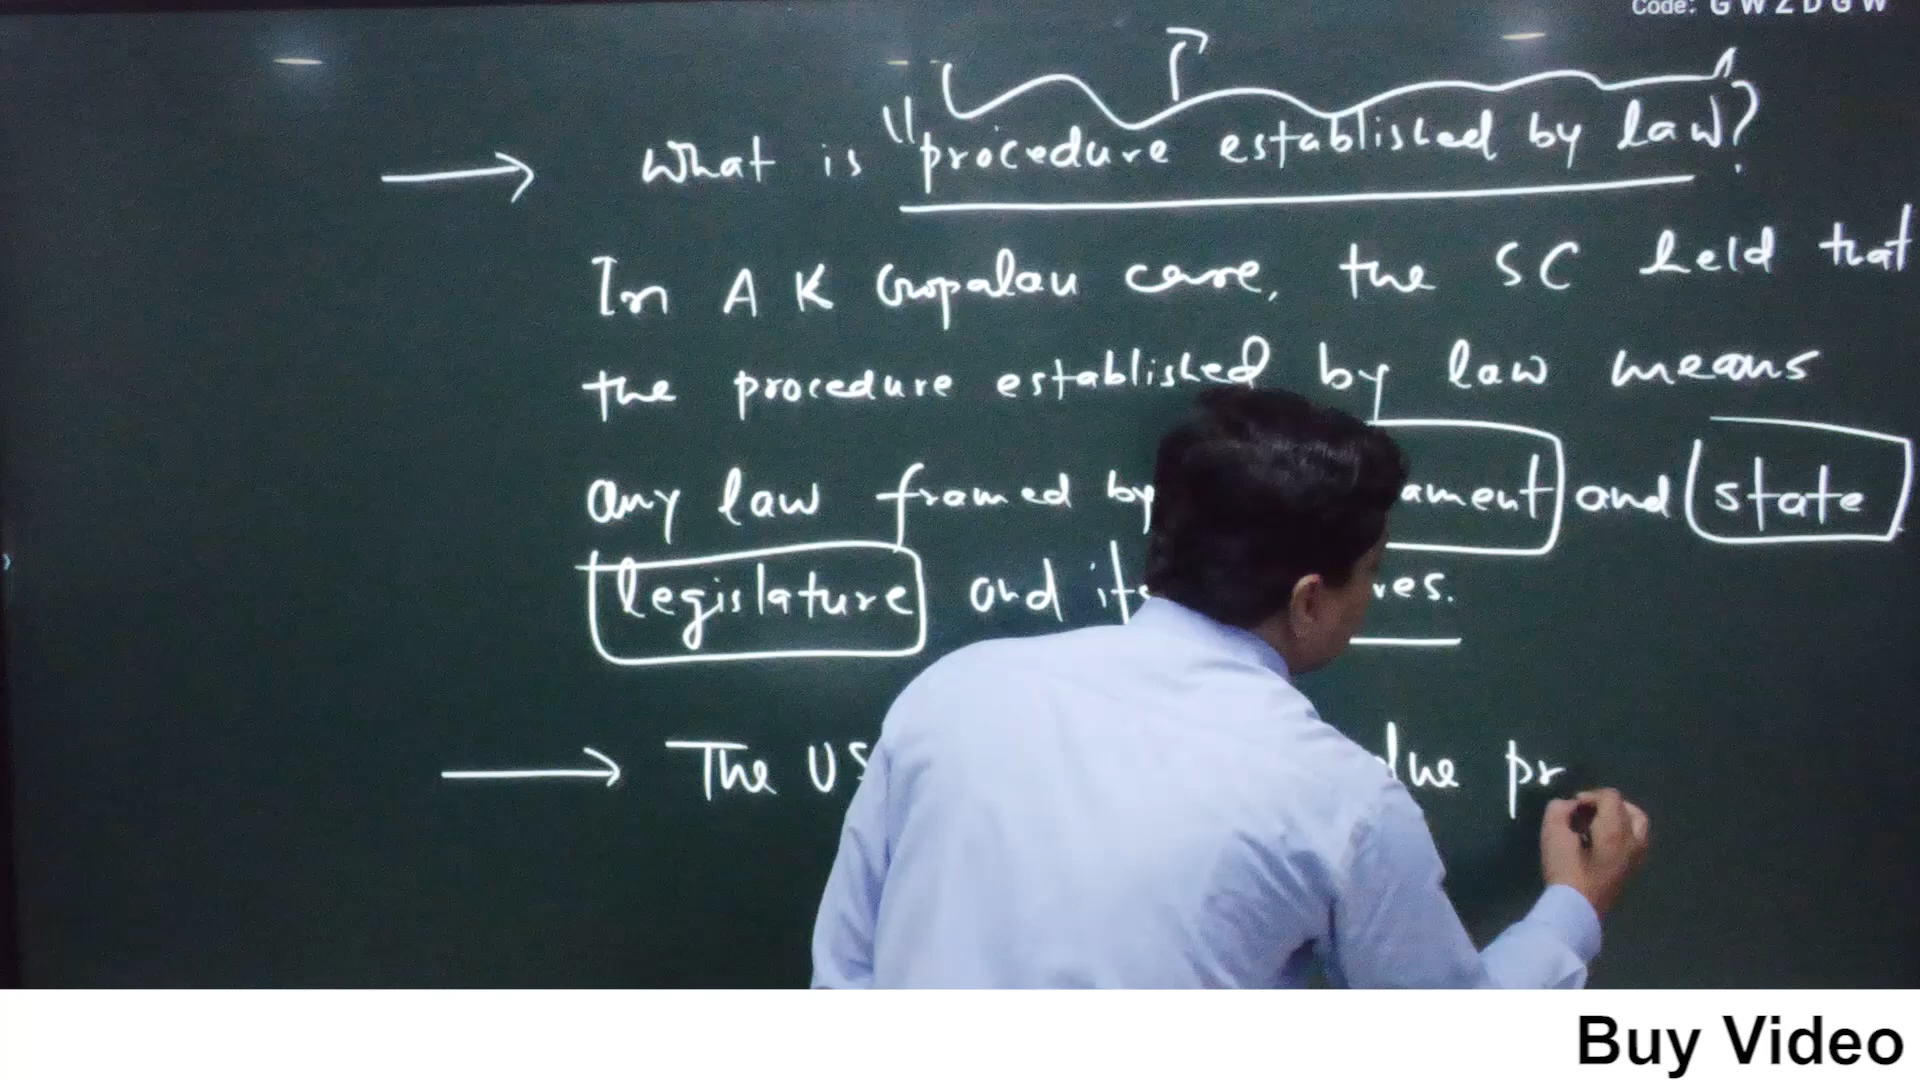 Code: G W Z D G W
What is "procedure established by law?
In A K Gopalan case, the SC held that
the procedure established by law means
any law framed by ament and state
legislature and its ves.
The US due pr
Buy Video